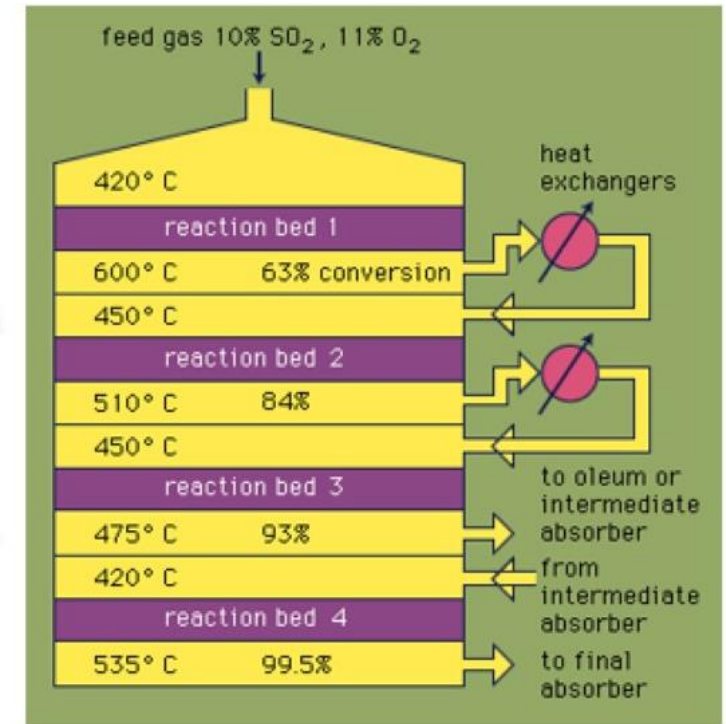 feed gas 10% SO₂, 11% O₂
420° C
heat
exchangers
reaction bed 1
600° C 63% conversion
450° C
reaction bed 2
510° C 84%
450° C
reaction bed 3
to oleum or
intermediate
absorber
475° C 93%
420° C
from
intermediate
absorber
reaction bed 4
535° C 99.5%
to final
absorber